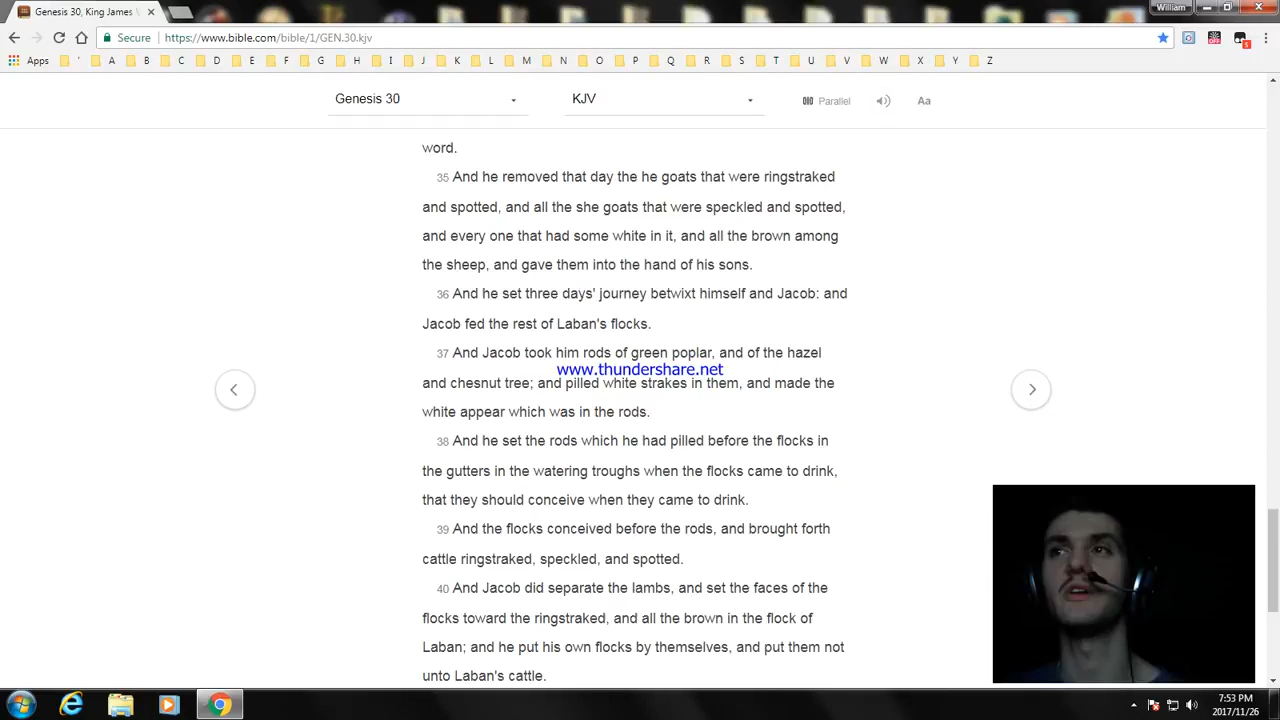 Genesis 30, King James V
William
Secure https://www.bible.com/bible/1/GEN.30.kjv
OFF
5
Apps ' A B C D E F G H I J K L M N O P Q R S T U V W X Y Z
Genesis 30 KJV Parallel Aa
word.
35 And he removed that day the he goats that were ringstraked
and spotted, and all the she goats that were speckled and spotted,
and every one that had some white in it, and all the brown among
the sheep, and gave them into the hand of his sons.
36 And he set three days' journey betwixt himself and Jacob: and
Jacob fed the rest of Laban's flocks.
37 And Jacob took him rods of green poplar, and of the hazel
www.thundershare.net
and chesnut tree; and pilled white strakes in them, and made the
white appear which was in the rods.
38 And he set the rods which he had pilled before the flocks in
the gutters in the watering troughs when the flocks came to drink,
that they should conceive when they came to drink.
39 And the flocks conceived before the rods, and brought forth
cattle ringstraked, speckled, and spotted.
40 And Jacob did separate the lambs, and set the faces of the
flocks toward the ringstraked, and all the brown in the flock of
Laban; and he put his own flocks by themselves, and put them not
unto Laban's cattle.
7:53 PM
2017/11/26